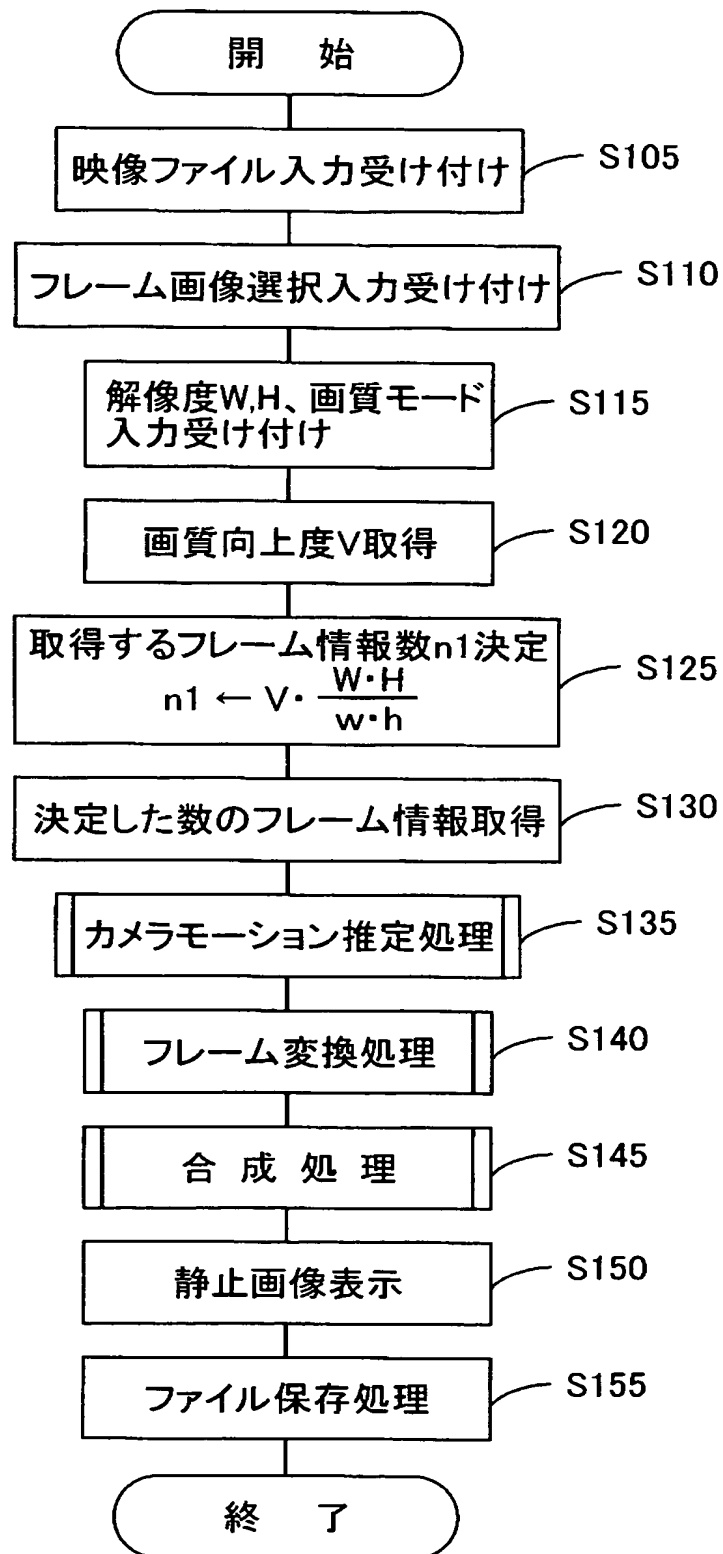 開 始
映像ファイル入力受け付け
S105
フレーム画像選択入力受け付け
S110
解像度W,H、画質モード
入力受け付け
S115
画質向上度V取得
S120
取得するフレーム情報数n1決定
n1 ← V・W・H/w・h
S125
決定した数のフレーム情報取得
S130
カメラモーション推定処理
S135
フレーム変換処理
S140
合 成 処 理
S145
静止画像表示
S150
ファイル保存処理
S155
終 了